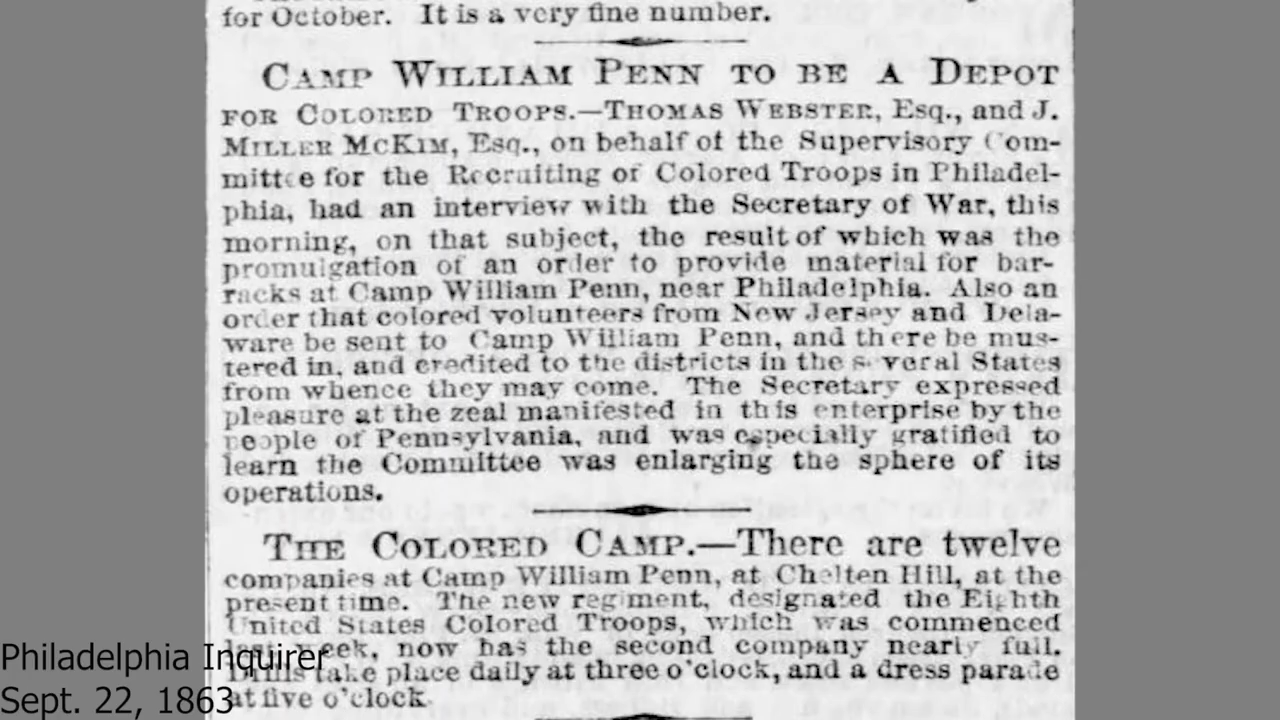 for October. It is a very fine number.
CAMP WILLIAM PENN TO BE A DEPOT
FOR COLORED TROOPS.—THOMAS WEBSTER, Esq., and J.
MILLER MCKIM, Esq., on behalf of the Supervisory Com-
mittee for the Recruiting of Colored Troops in Philadel-
phia, had an interview with the Secretary of War, this
morning, on that subject, the result of which was the
promulgation of an order to provide material for bar-
racks at Camp William Penn, near Philadelphia. Also an
order that colored volunteers from New Jersey and Dela-
ware be sent to Camp William Penn, and there be mus-
tered in, and credited to the districts in the several States
from whence they may come. The Secretary expressed
pleasure at the zeal manifested in this enterprise by the
people of Pennsylvania, and was especially gratified to
learn the Committee was enlarging the sphere of its
operations.
THE COLORED CAMP.—There are twelve
companies at Camp William Penn, at Chelten Hill, at the
present time. The new regiment, designated the Eighth
United States Colored Troops, which was commenced
last week, now has the second company nearly full.
Drills take place daily at three o'clock, and a dress parade
at five o'clock.
Philadelphia Inquirer
Sept. 22, 1863